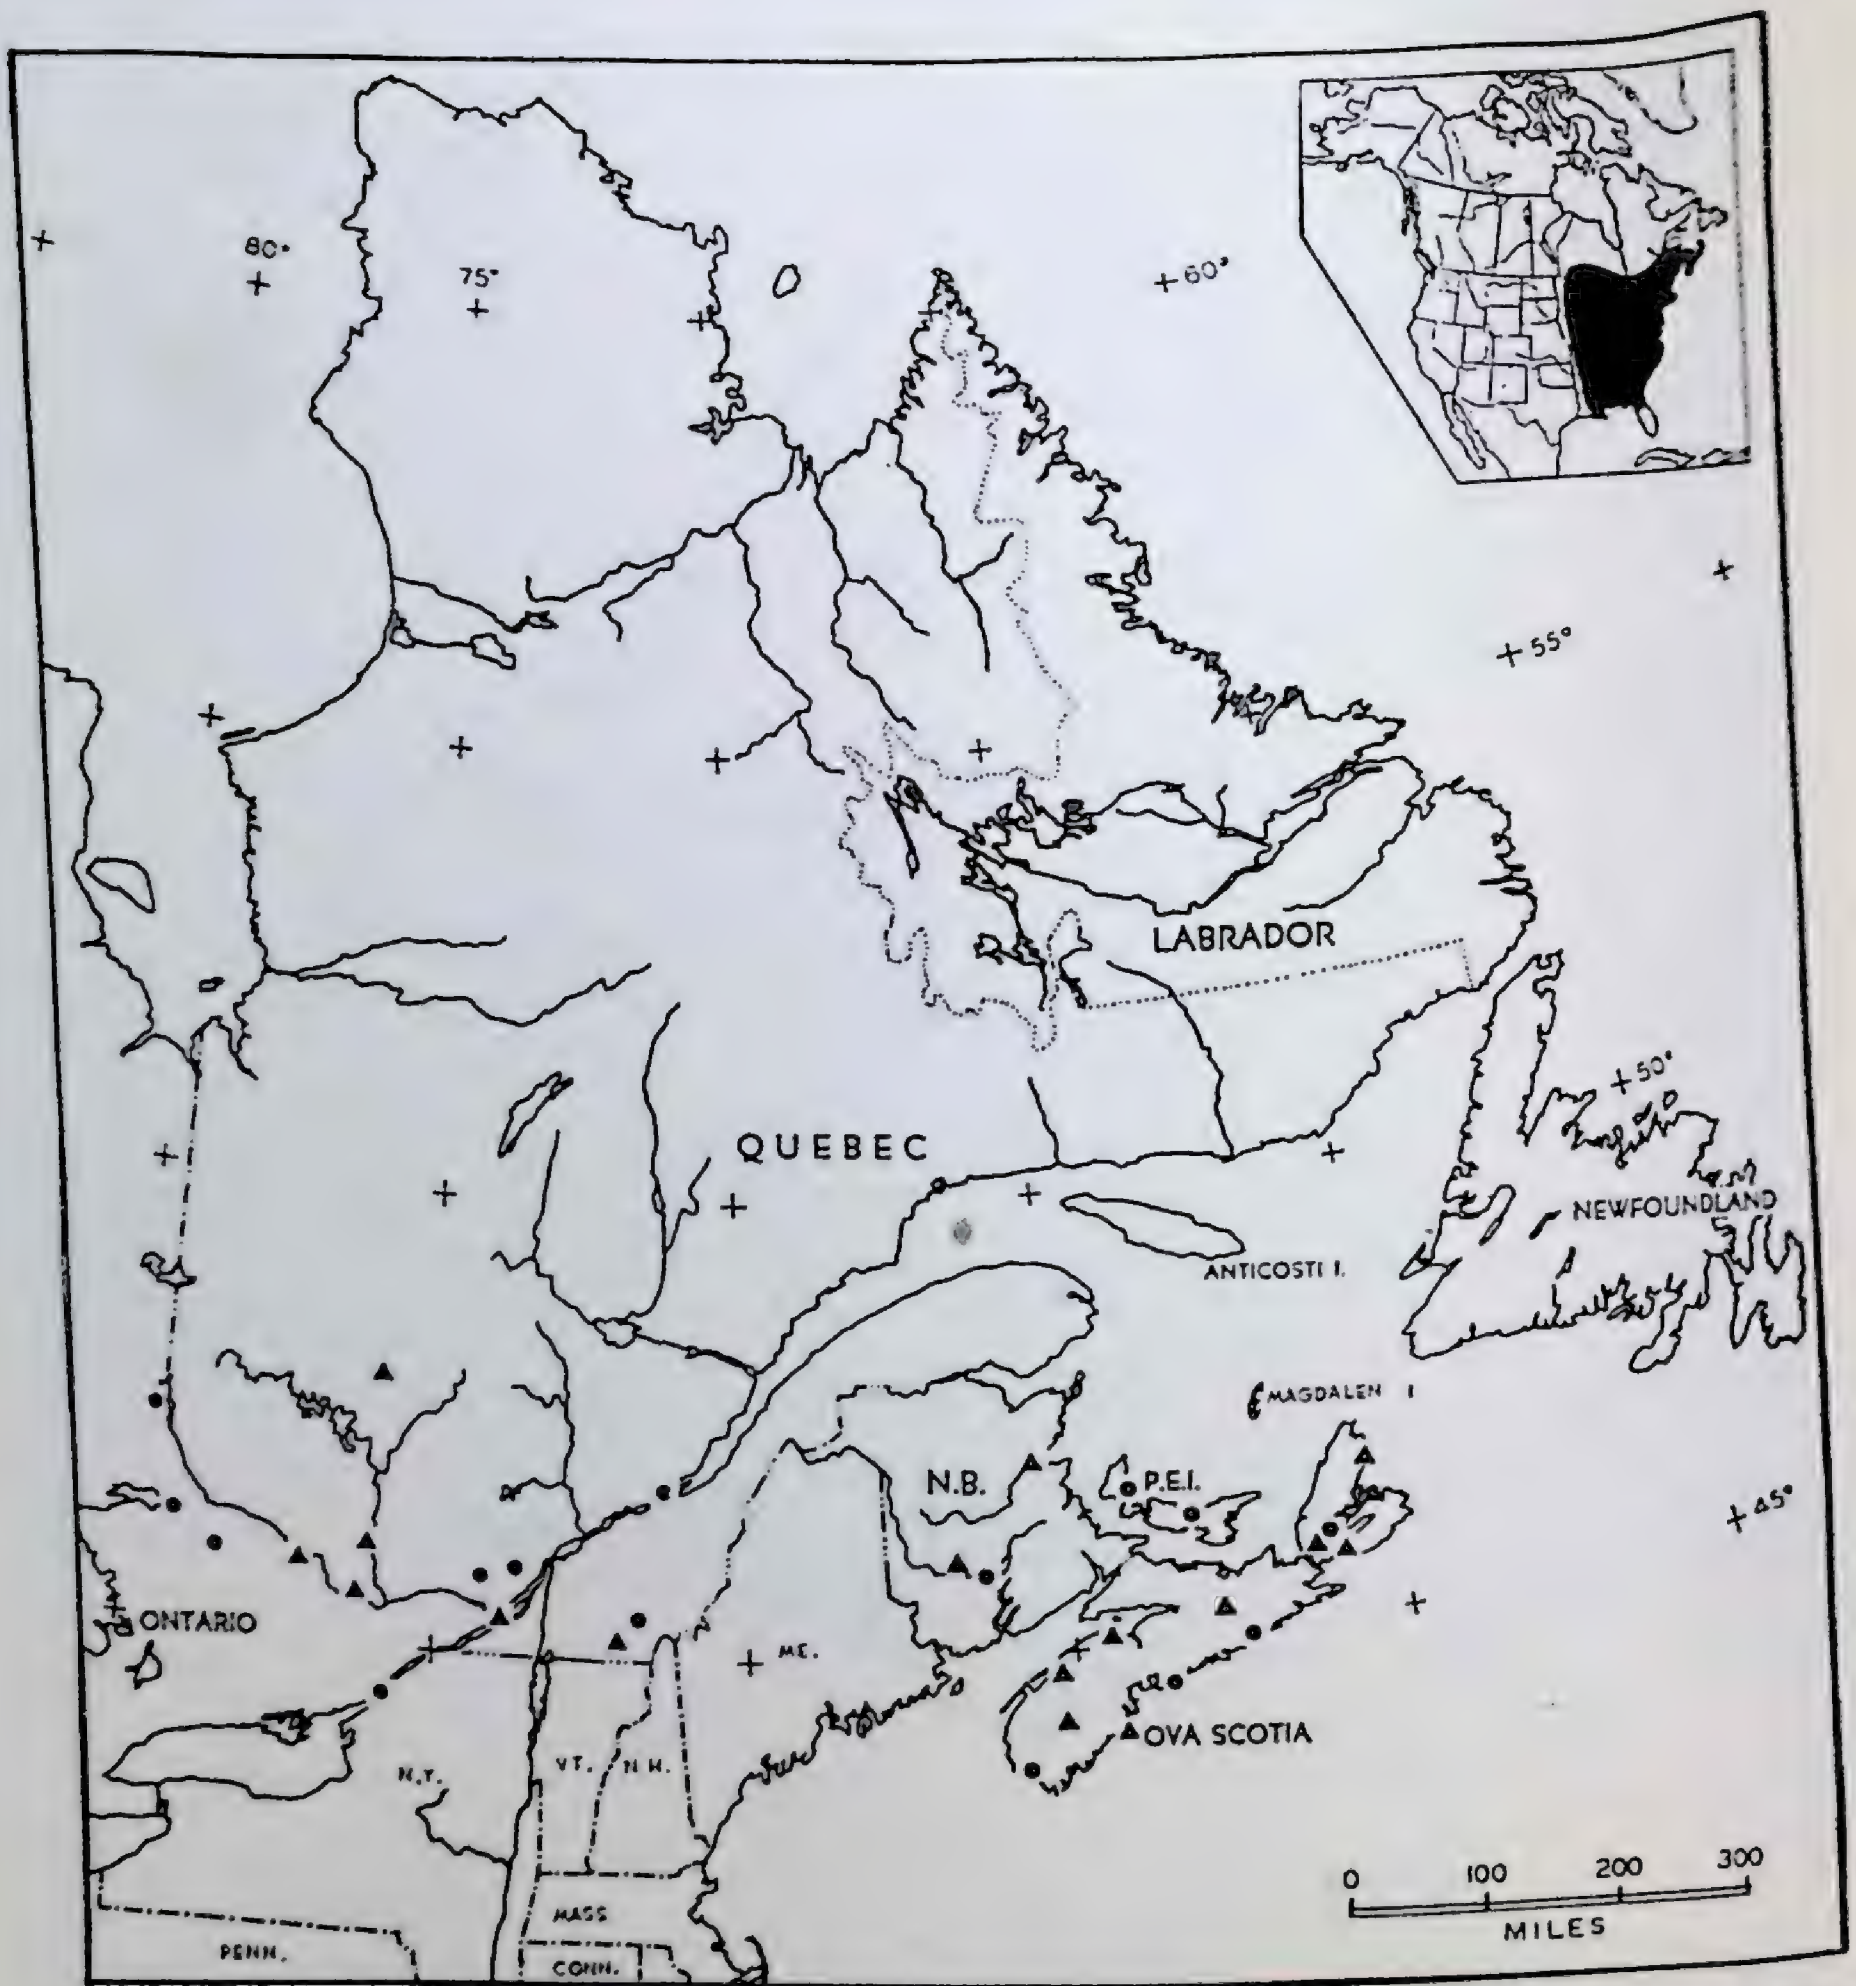 80°
75°
60°
55°
LABRADOR
50°
QUEBEC
NEWFOUNDLAND
ANTICOSTI I.
MAGDALEN I
N.B.
P.E.I.
45°
ONTARIO
ME.
OVA SCOTIA
VT.
N.H.
N.Y.
0 100 200 300
MILES
MASS
PENN.
CONN.